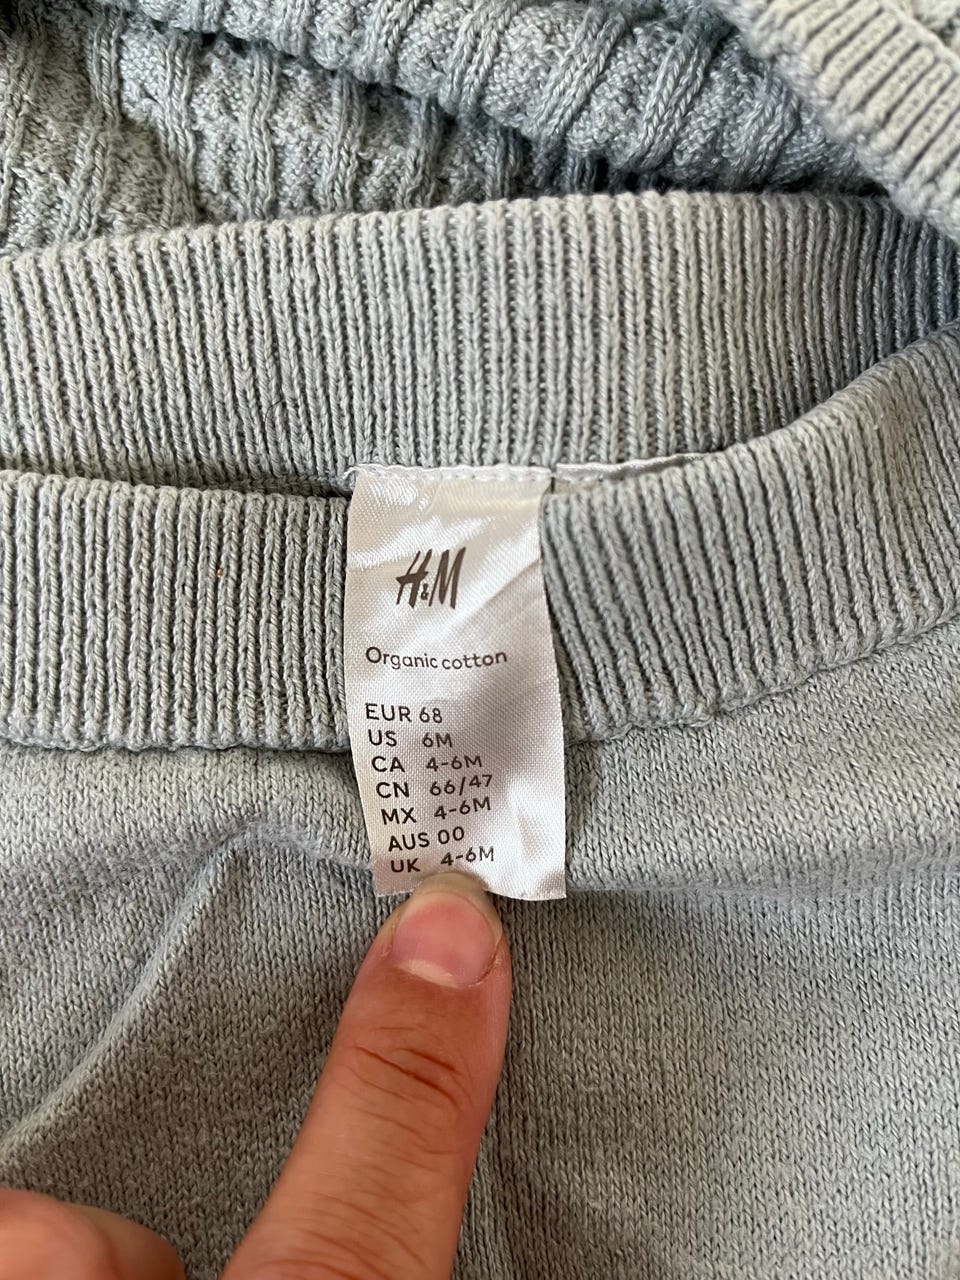 H&M
Organic cotton
EUR 68
US 6M
CA 4-6M
CN 66/47
MX 4-6M
AUS 00
UK 4-6M